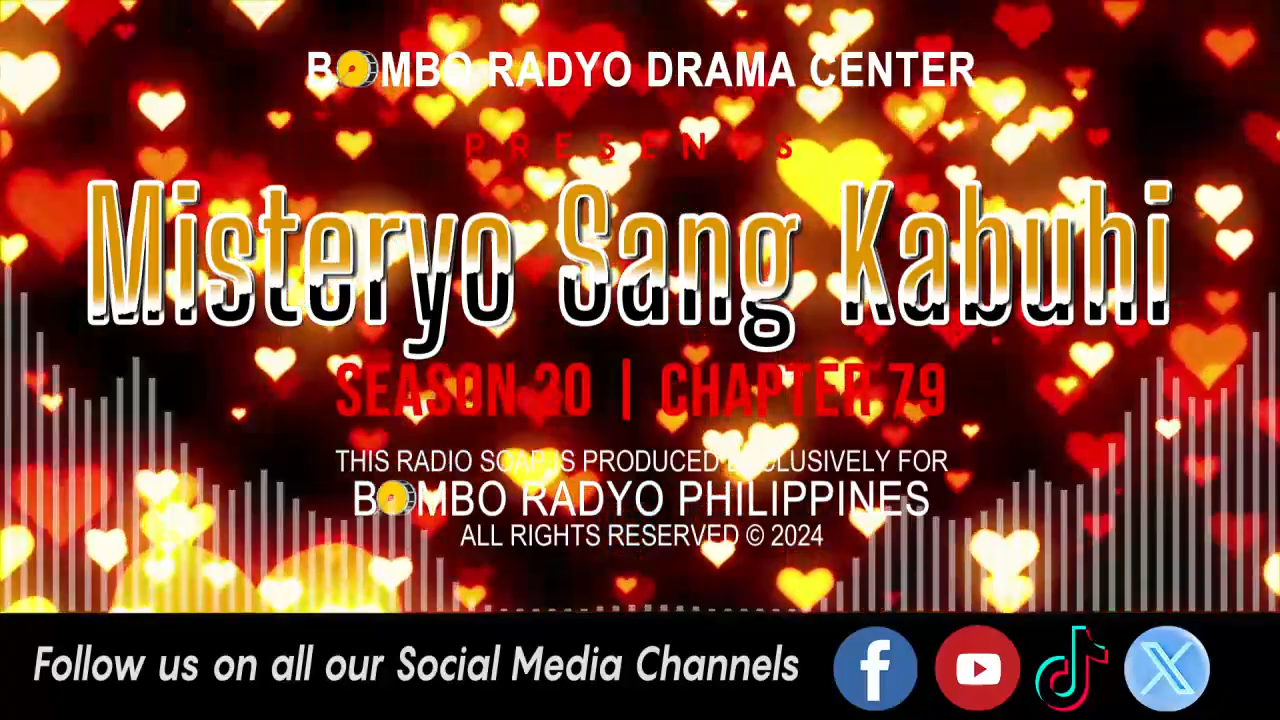 BOMBO RADYO DRAMA CENTER
PRESENTS
Misteryo Sang Kabuhi
SEASON 20 | CHAPTER 79
THIS RADIO SOAP IS PRODUCED EXCLUSIVELY FOR
BOMBO RADYO PHILIPPINES
ALL RIGHTS RESERVED © 2024
Follow us on all our Social Media Channels